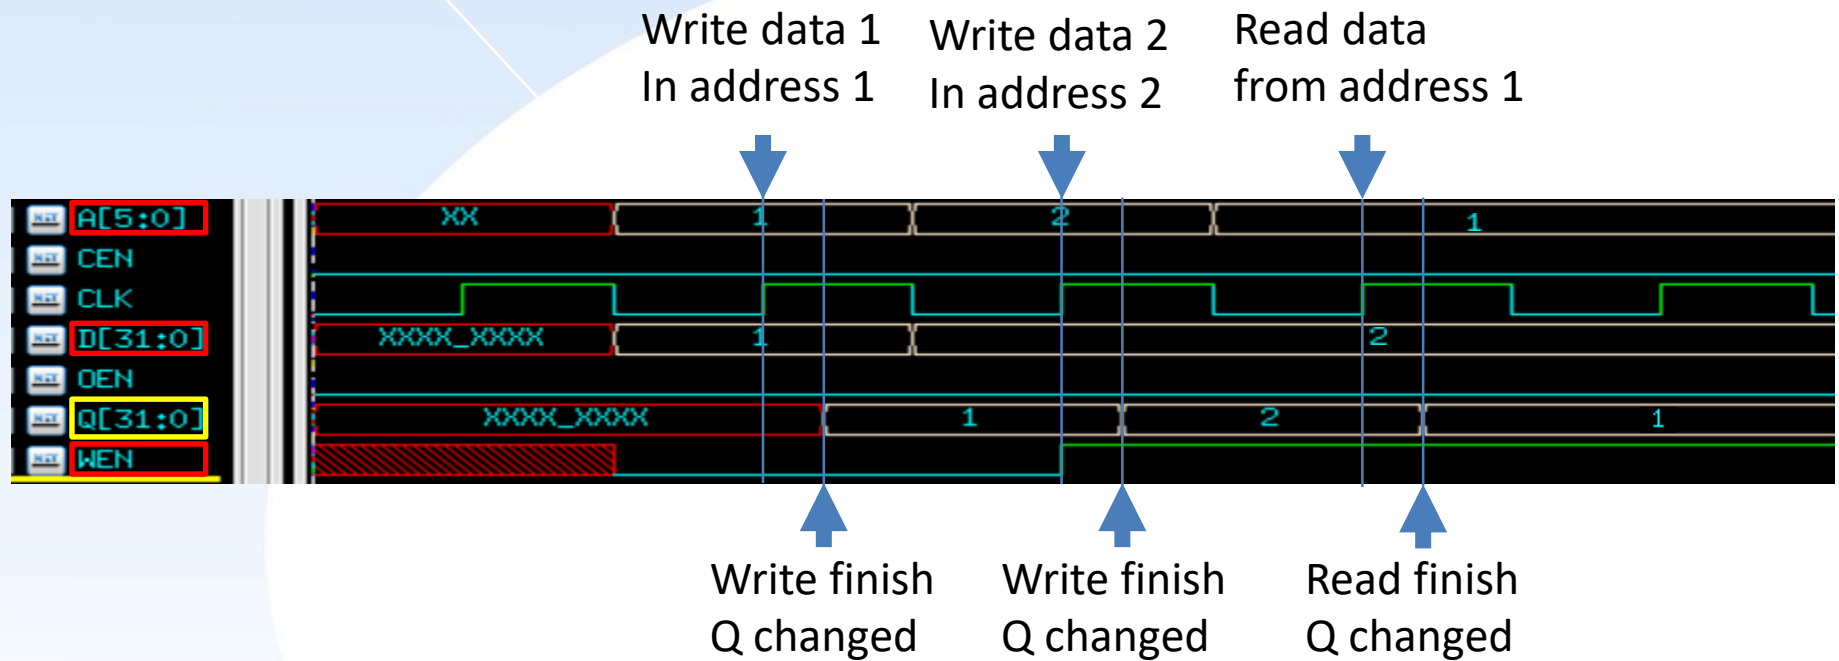 Write data 1
In address 1
Write data 2
In address 2
Read data
from address 1
A[5:0] XX 1 2 1
CEN
CLK
D[31:0] XXXX_XXXX 1 2
OEN
Q[31:0] XXXX_XXXX 1 2 1
WEN
Write finish
Q changed
Write finish
Q changed
Read finish
Q changed